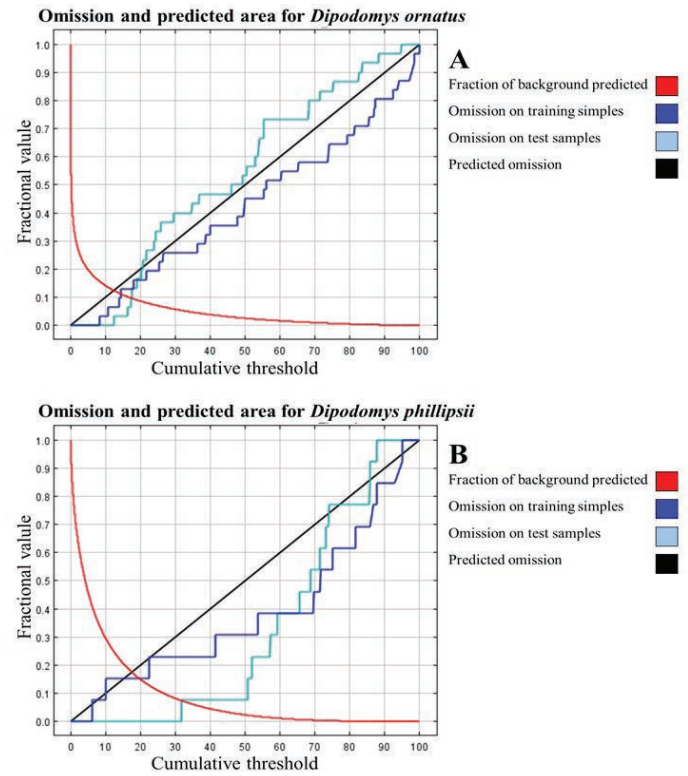 Omission and predicted area for Dipodomys ornatus
A
Fraction of background predicted
Omission on training simples
Omission on test samples
Predicted omission
Fractional valule
1.0
0.9
0.8
0.7
0.6
0.5
0.4
0.3
0.2
0.1
0.0
0 10 20 30 40 50 60 70 80 90 100
Cumulative threshold
Omission and predicted area for Dipodomys phillipsii
B
Fraction of background predicted
Omission on training simples
Omission on test samples
Predicted omission
Fractional valule
1.0
0.9
0.8
0.7
0.6
0.5
0.4
0.3
0.2
0.1
0.0
0 10 20 30 40 50 60 70 80 90 100
Cumulative threshold